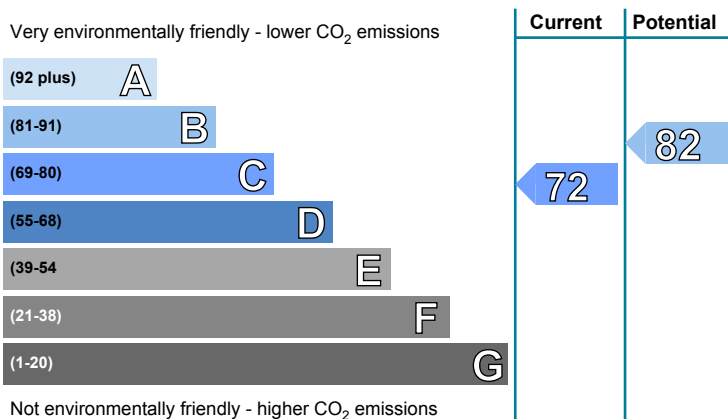 Current Potential
Very environmentally friendly - lower CO2 emissions
(92 plus) A
(81-91) B
82
(69-80) C
72
(55-68) D
(39-54 E
(21-38) F
(1-20) G
Not environmentally friendly - higher CO2 emissions